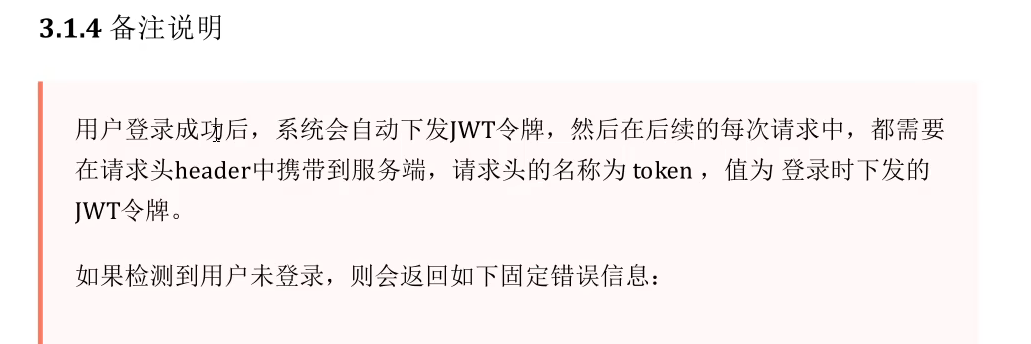 3.1.4 备注说明
用户登录成功后，系统会自动下发JWT令牌，然后在后续的每次请求中，都需要
在请求头header中携带到服务端，请求头的名称为 token ，值为 登录时下发的
JWT令牌。
如果检测到用户未登录，则会返回如下固定错误信息：